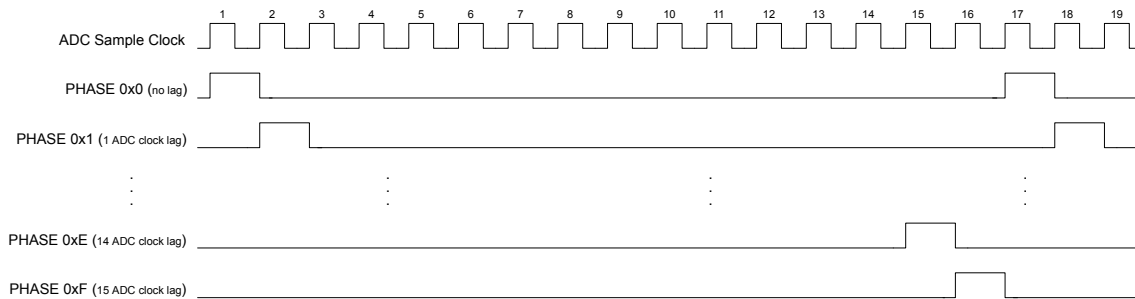 1 2 3 4 5 6 7 8 9 10 11 12 13 14 15 16 17 18 19
ADC Sample Clock
PHASE 0x0 (no lag)
PHASE 0x1 (1 ADC clock lag)
PHASE 0xE (14 ADC clock lag)
PHASE 0xF (15 ADC clock lag)